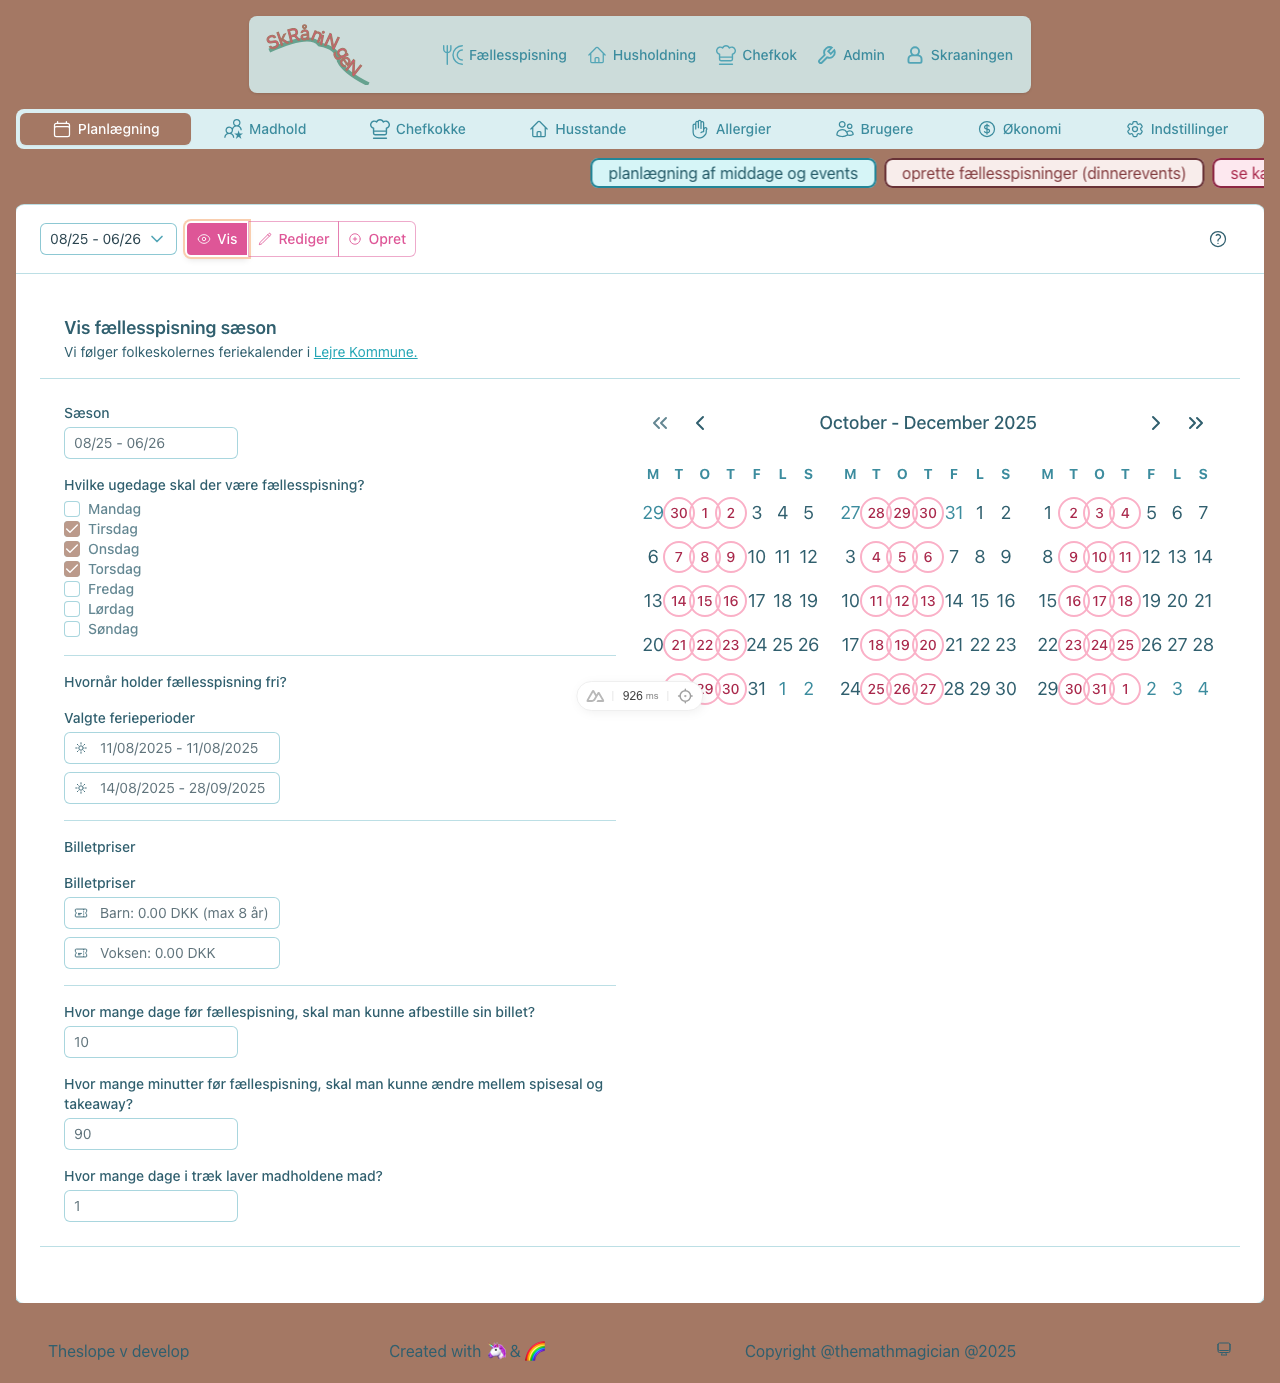 SkRåniNgeN
Fællesspisning Husholdning Chefkok Admin Skraaningen
Planlægning Madhold Chefkokke Husstande Allergier Brugere Økonomi Indstillinger
planlægning af middage og events oprette fællesspisninger (dinnerevents) se ka
08/25 - 06/26 Vis Rediger Opret
Vis fællesspisning sæson
Vi følger folkeskolernes feriekalender i Lejre Kommune.
Sæson
08/25 - 06/26
Hvilke ugedage skal der være fællesspisning?
Mandag
Tirsdag
Onsdag
Torsdag
Fredag
Lørdag
Søndag
Hvornår holder fællesspisning fri?
Valgte ferieperioder
11/08/2025 - 11/08/2025
14/08/2025 - 28/09/2025
Billetpriser
Billetpriser
Barn: 0.00 DKK (max 8 år)
Voksen: 0.00 DKK
Hvor mange dage før fællespisning, skal man kunne afbestille sin billet?
10
Hvor mange minutter før fællespisning, skal man kunne ændre mellem spisesal og
takeaway?
90
Hvor mange dage i træk laver madholdene mad?
1
October - December 2025
M T O T F L S M T O T F L S M T O T F L S
29 30 1 2 3 4 5 27 28 29 30 31 1 2 1 2 3 4 5 6 7
6 7 8 9 10 11 12 3 4 5 6 7 8 9 8 9 10 11 12 13 14
13 14 15 16 17 18 19 10 11 12 13 14 15 16 15 16 17 18 19 20 21
20 21 22 23 24 25 26 17 18 19 20 21 22 23 22 23 24 25 26 27 28
29 30 31 1 2 24 25 26 27 28 29 30 29 30 31 1 2 3 4
926 ms
Theslope v develop Created with 🦄 & 🌈 Copyright @themathmagician @2025